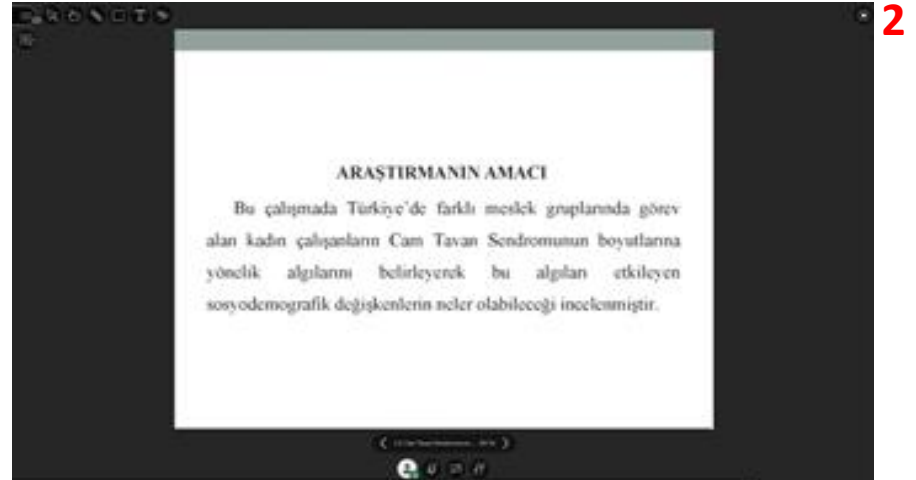 2
ARAŞTIRMANIN AMACI
Bu çalışmada Türkiye'de farklı meslek gruplarında görev
alan kadın çalışanların Cam Tavan Sendromunun boyutlarına
yönelik algılarını belirleyerek bu algıları etkileyen
sosyodemografik değişkenlerin neler olabileceği incelenmiştir.